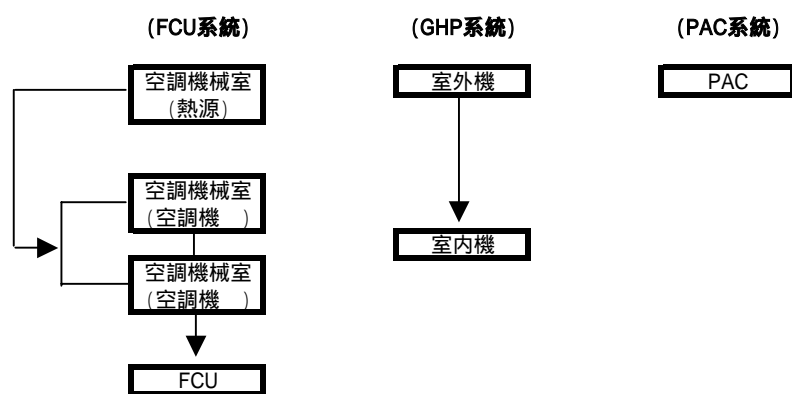 (FCU系統)
空調機械室
(熱源)
空調機械室
(空調機　)
空調機械室
(空調機　)
FCU
(GHP系統)
室外機
室内機
(PAC系統)
PAC